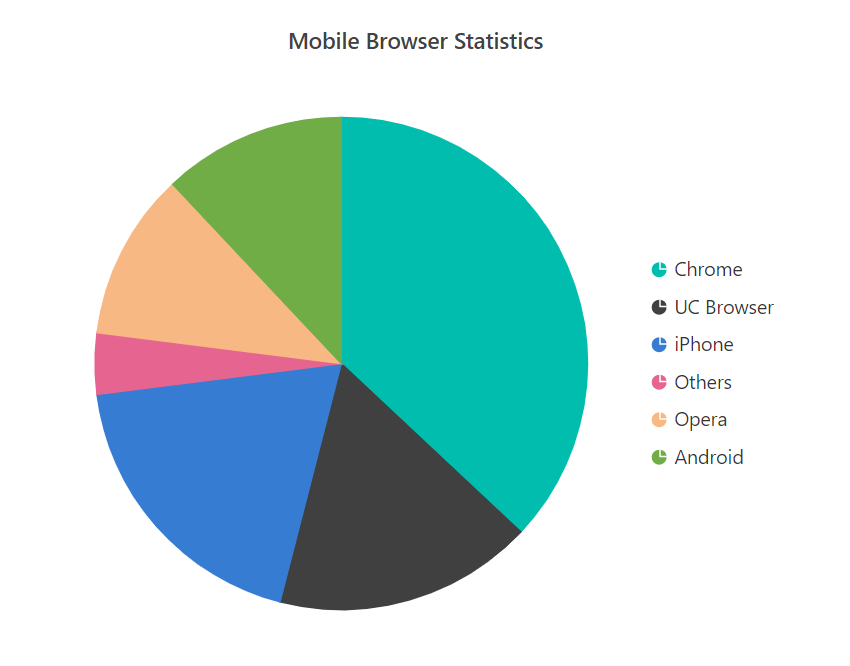 Mobile Browser Statistics
Chrome
UC Browser
iPhone
Others
Opera
Android